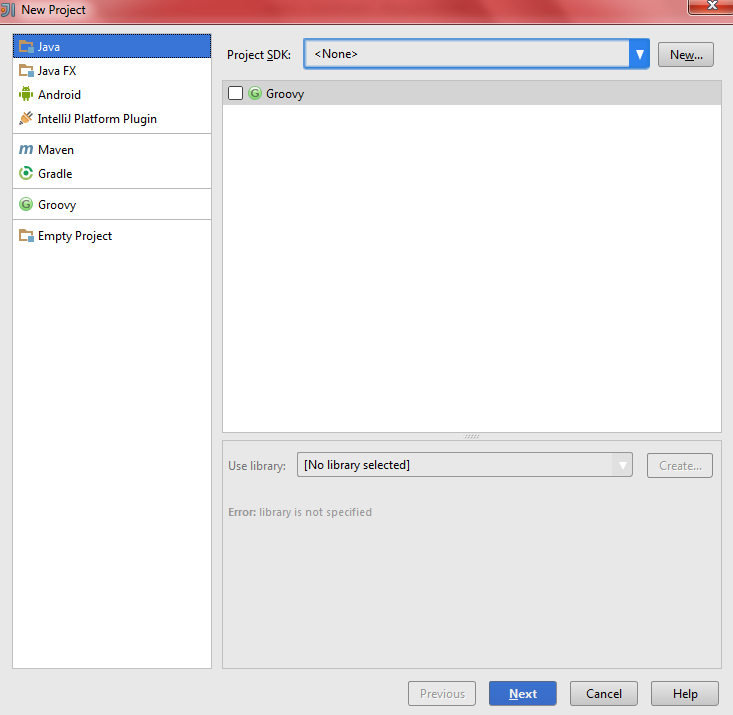 New Project
Java
Java FX
Android
IntelliJ Platform Plugin
Maven
Gradle
Groovy
Empty Project
Project SDK:
<None>
New...
Groovy
Use library:
[No library selected]
Create...
Error: library is not specified
Previous
Next
Cancel
Help